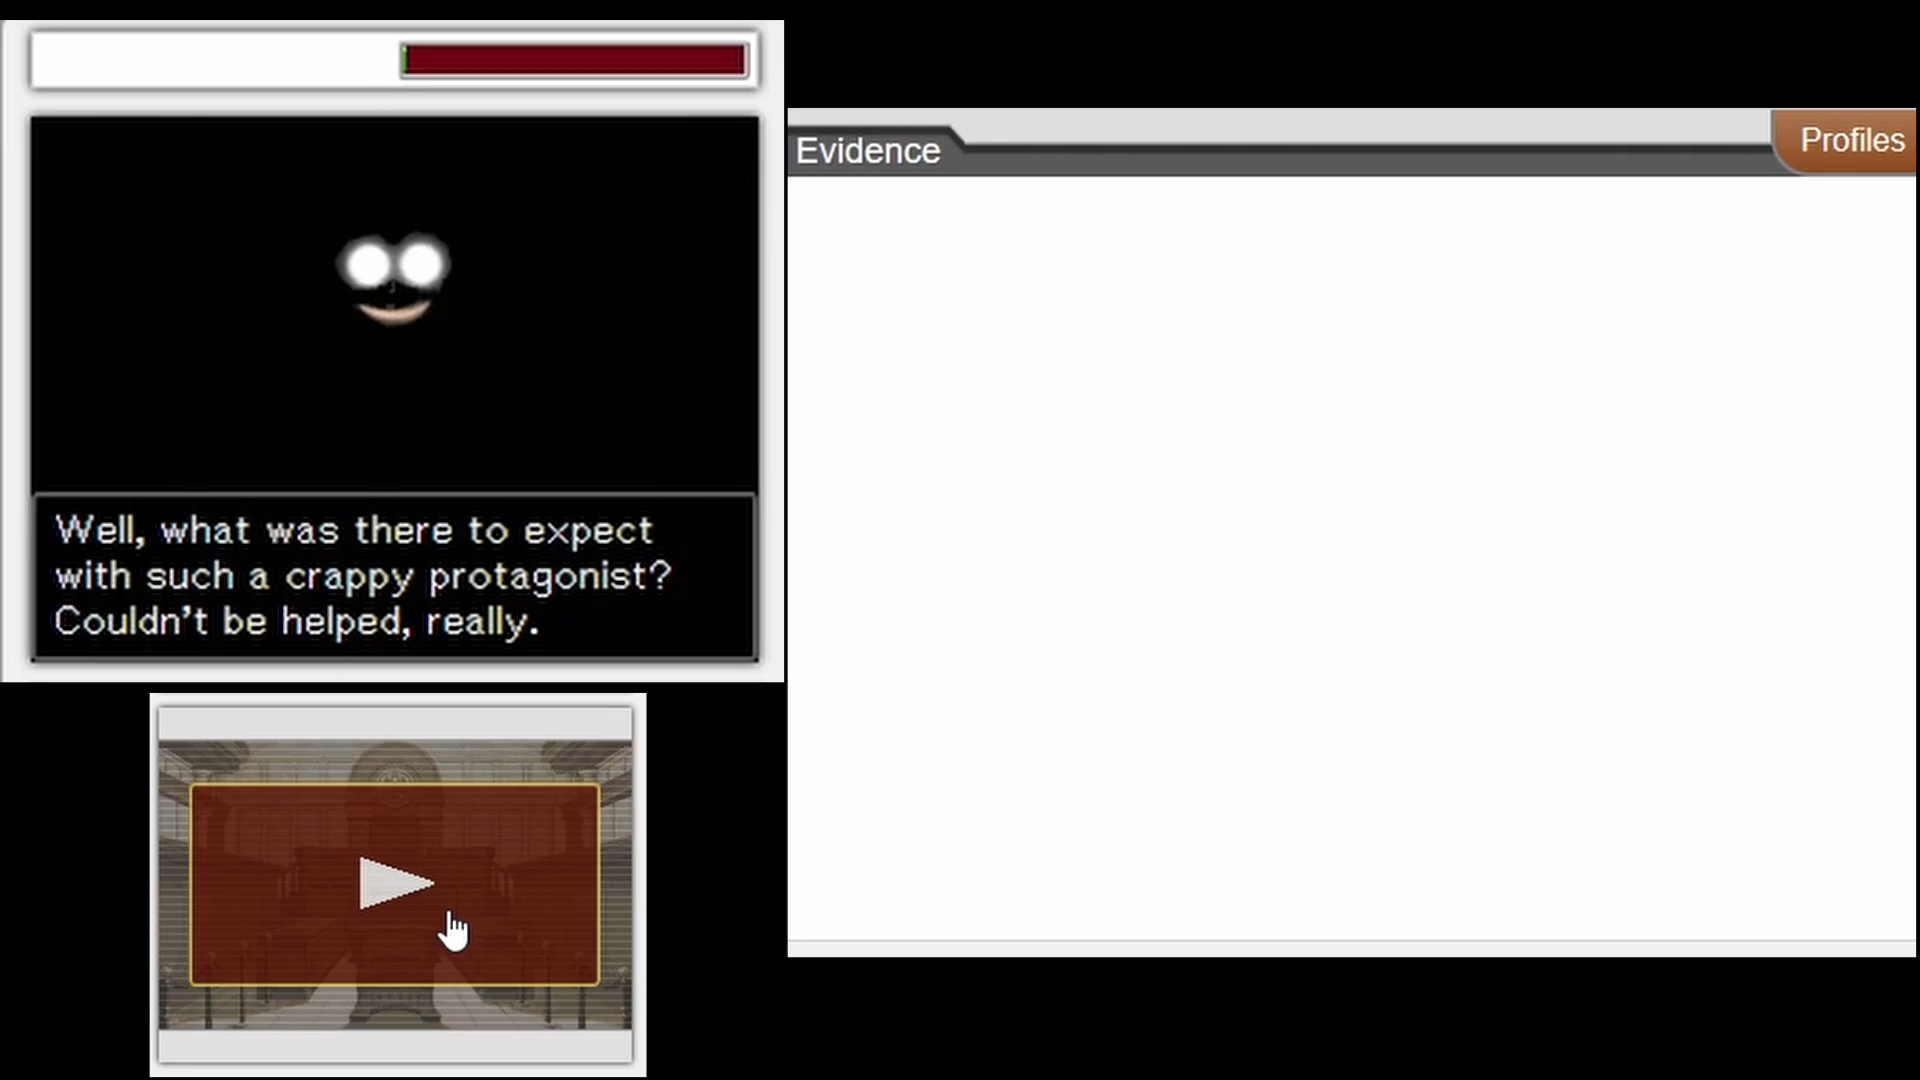 Well, what was there to expect
with such a crappy protagonist?
Couldn't be helped, really.
Evidence
Profiles